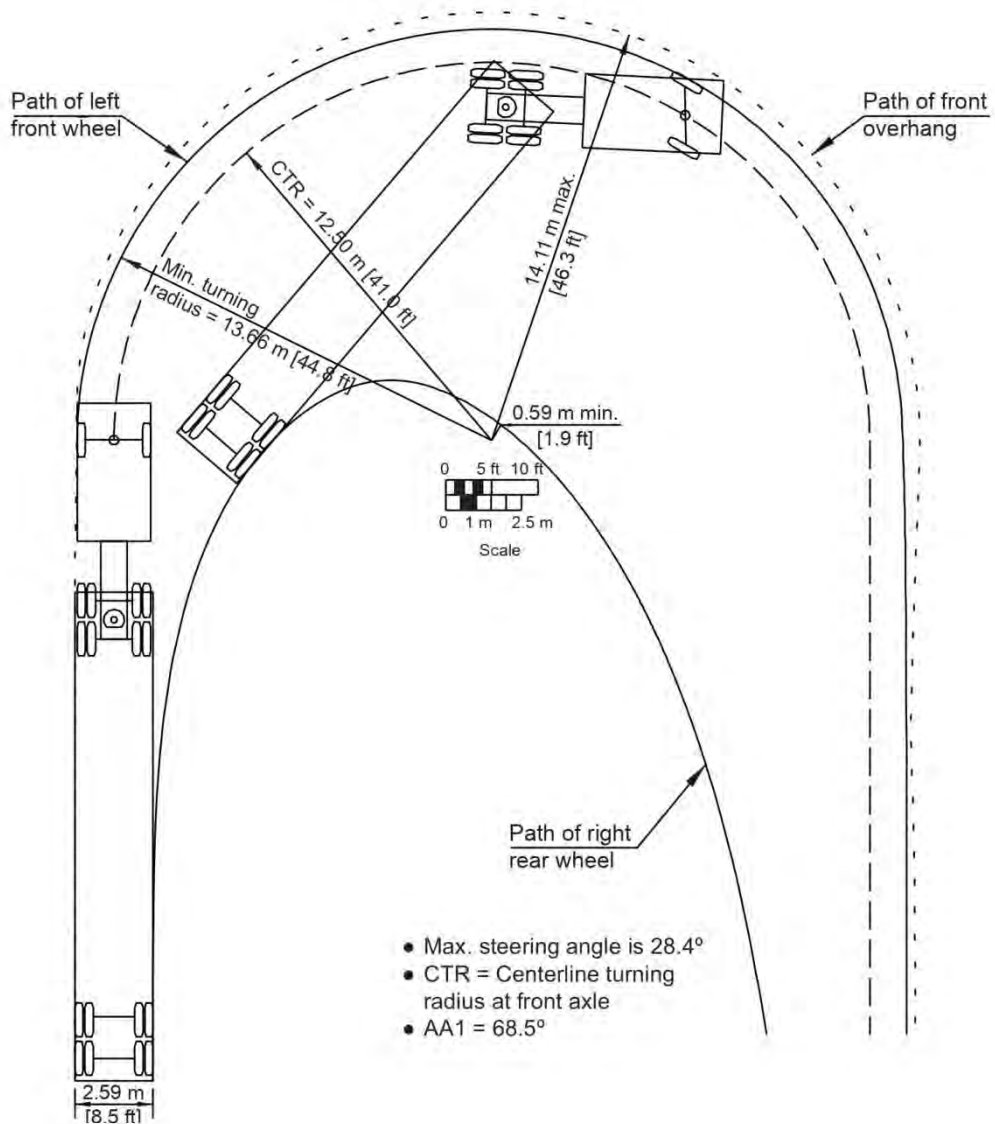 Path of left
front wheel
Path of front
overhang
CTR = 12.50 m [41.0 ft]
14.11 m max.
[46.3 ft]
Min. turning
radius = 13.66 m [44.8 ft]
0.59 m min.
[1.9 ft]
0 5 ft 10 ft
0 1 m 2.5 m
Scale
Path of right
rear wheel
● Max. steering angle is 28.4º
● CTR = Centerline turning
radius at front axle
● AA1 = 68.5º
2.59 m
[8.5 ft]